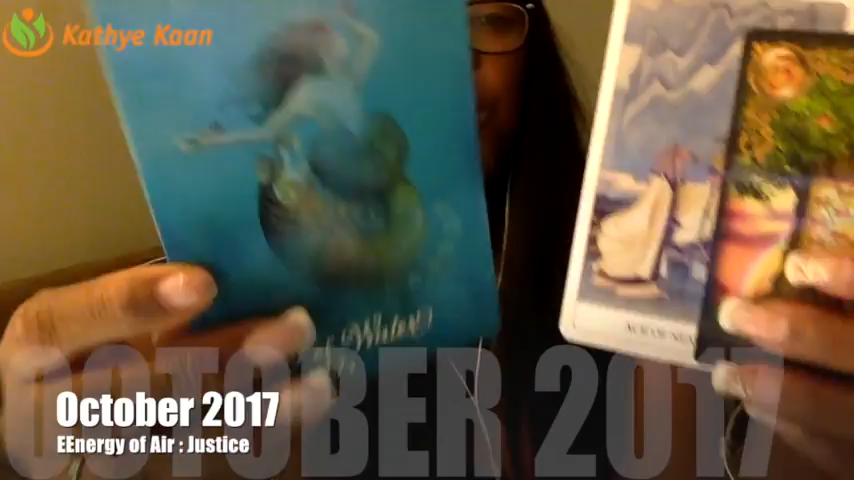 Kathye Kaan
October 2017
EEnergy of Air : Justice
OCTOBER 2017